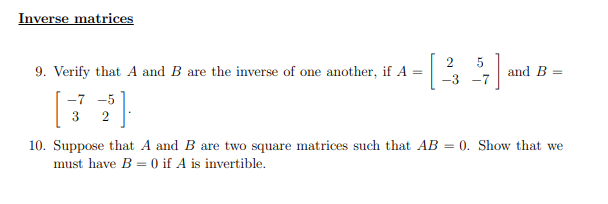 Inverse matrices
9. Verify that A and B are the inverse of one another, if A = [ 2 5
-3 -7 ] and B =
[ -7 -5
3 2 ].
10. Suppose that A and B are two square matrices such that AB = 0. Show that we
must have B = 0 if A is invertible.